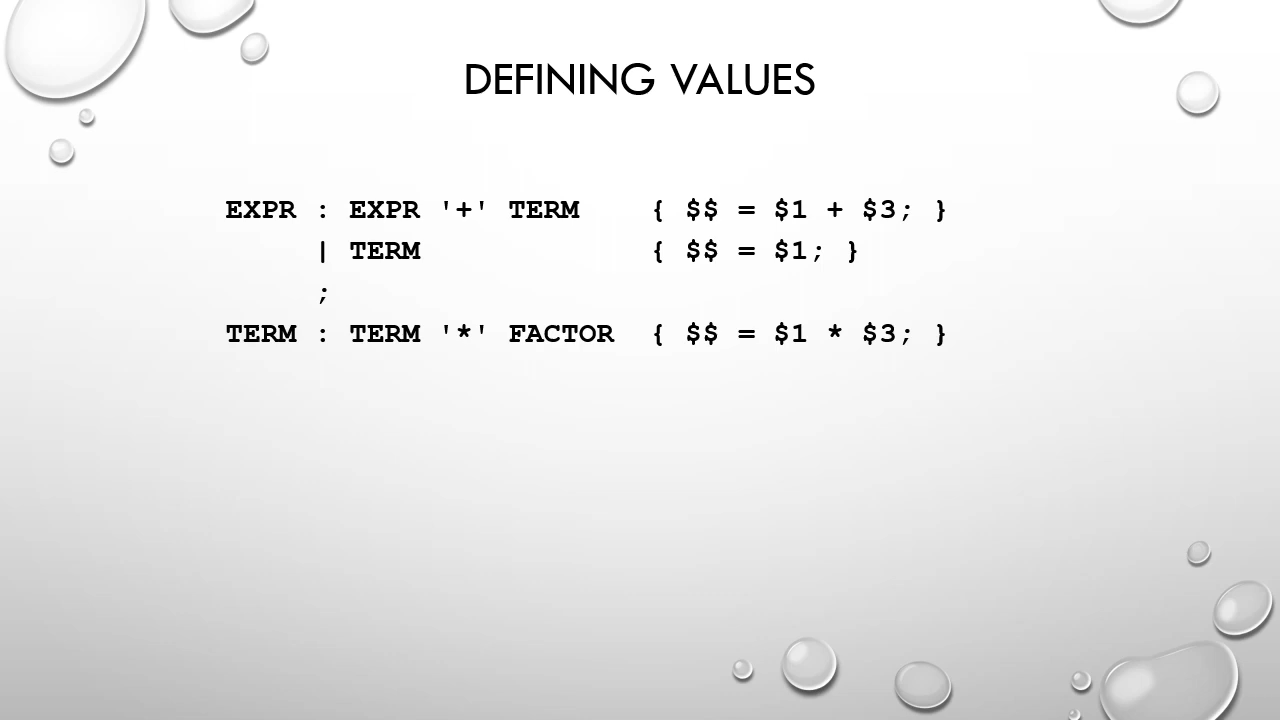 DEFINING VALUES
EXPR : EXPR '+' TERM { $$ = $1 + $3; }
| TERM { $$ = $1; }
;
TERM : TERM '*' FACTOR { $$ = $1 * $3; }